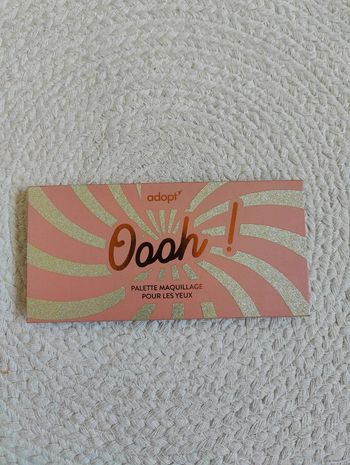 adopt'
Oooh !
PALETTE MAQUILLAGE
POUR LES YEUX